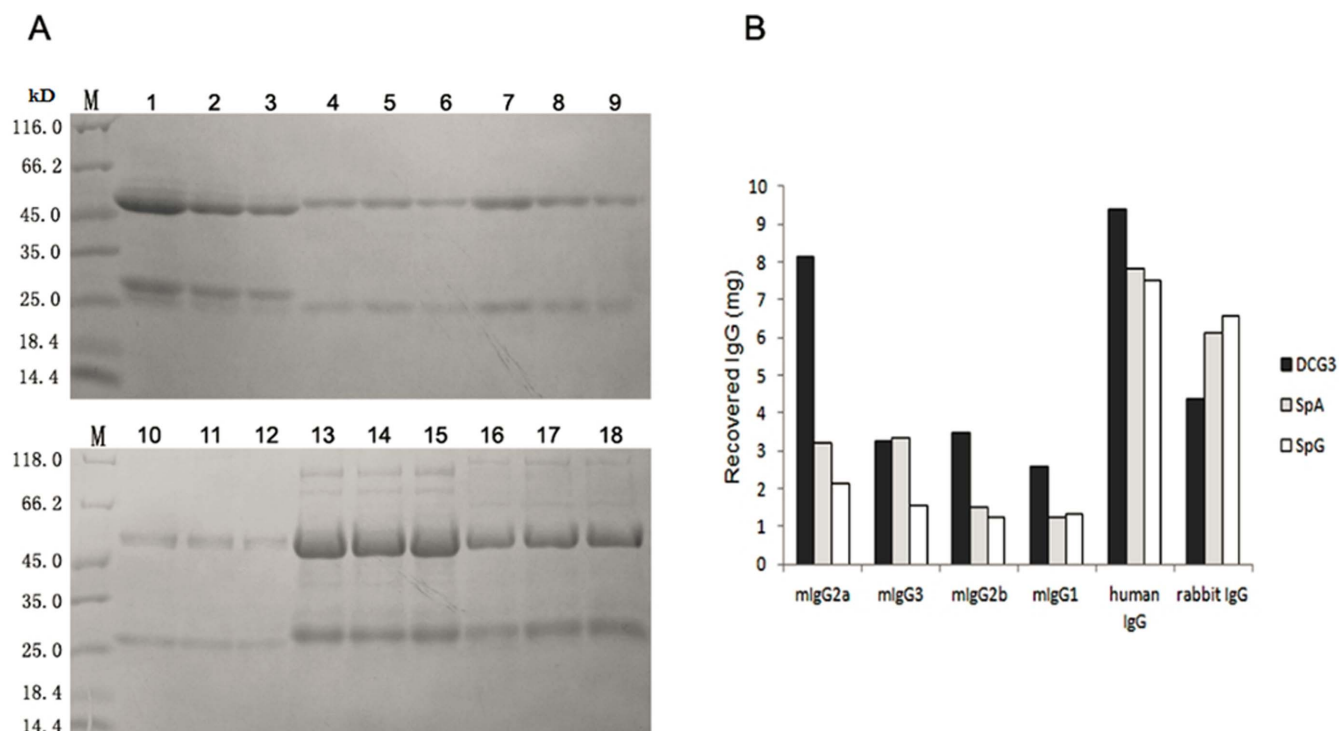 A
kD M 1 2 3 4 5 6 7 8 9
116. 0
66. 2
45. 0
35. 0
25. 0
18. 4
14. 4
M 10 11 12 13 14 15 16 17 18
118. 0
66. 2
45. 0
35. 0
25. 0
18. 4
14. 4
B
Recovered IgG (mg)
10
9
8
7
6
5
4
3
2
1
0
mIgG2a mIgG3 mIgG2b mIgG1 human rabbit IgG
IgG
DCG3
SpA
SpG